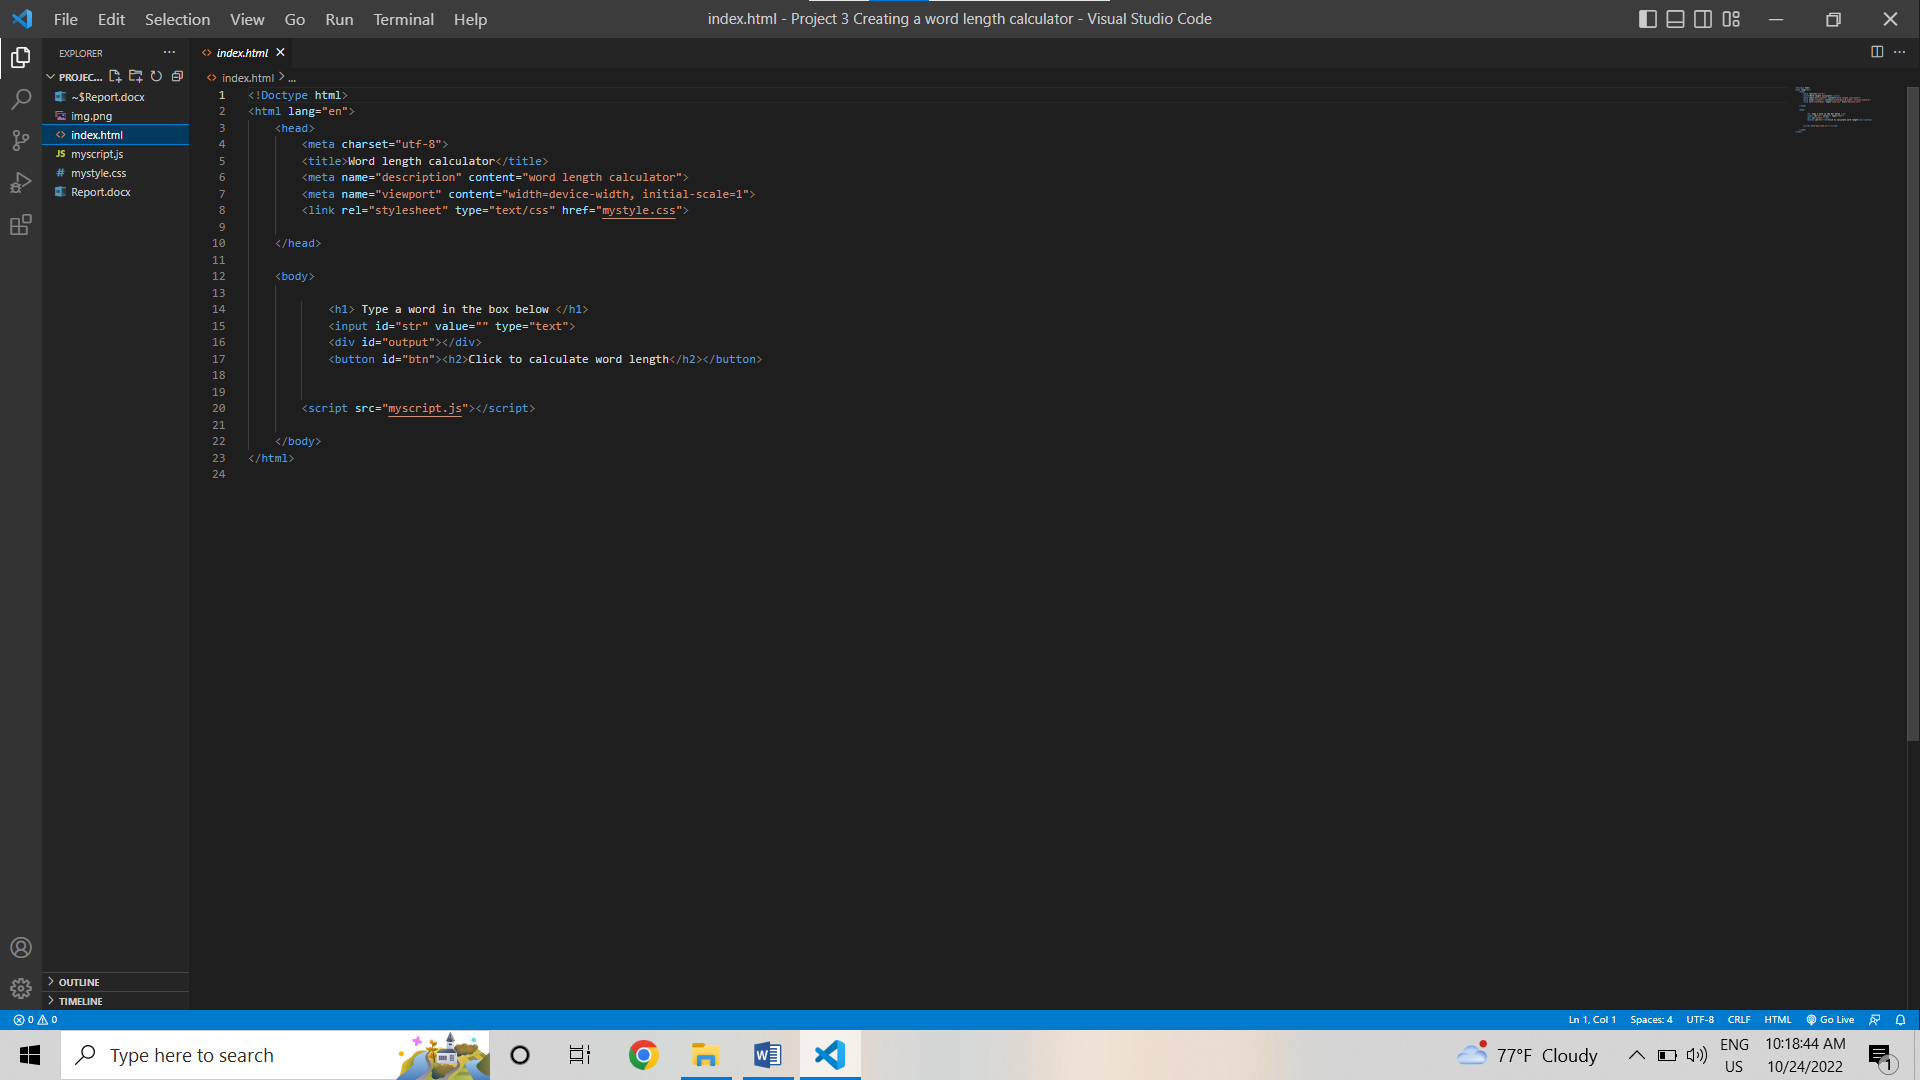 File Edit Selection View Go Run Terminal Help
index.html - Project 3 Creating a word length calculator - Visual Studio Code
EXPLORER ...
PROJEC...
~$Report.docx
img.png
index.html
myscript.js
mystyle.css
Report.docx
OUTLINE
TIMELINE
index.html
index.html > ...
1 <!Doctype html>
2 <html lang="en">
3 <head>
4 <meta charset="utf-8">
5 <title>Word length calculator</title>
6 <meta name="description" content="word length calculator">
7 <meta name="viewport" content="width=device-width, initial-scale=1">
8 <link rel="stylesheet" type="text/css" href="mystyle.css">
9
10 </head>
11
12 <body>
13
14 <h1> Type a word in the box below </h1>
15 <input id="str" value="" type="text">
16 <div id="output"></div>
17 <button id="btn"><h2>Click to calculate word length</h2></button>
18
19
20 <script src="myscript.js"></script>
21
22 </body>
23 </html>
24
0 0
Ln 1, Col 1 Spaces: 4 UTF-8 CRLF HTML Go Live
Type here to search
77°F Cloudy
ENG
US
10:18:44 AM
10/24/2022
1